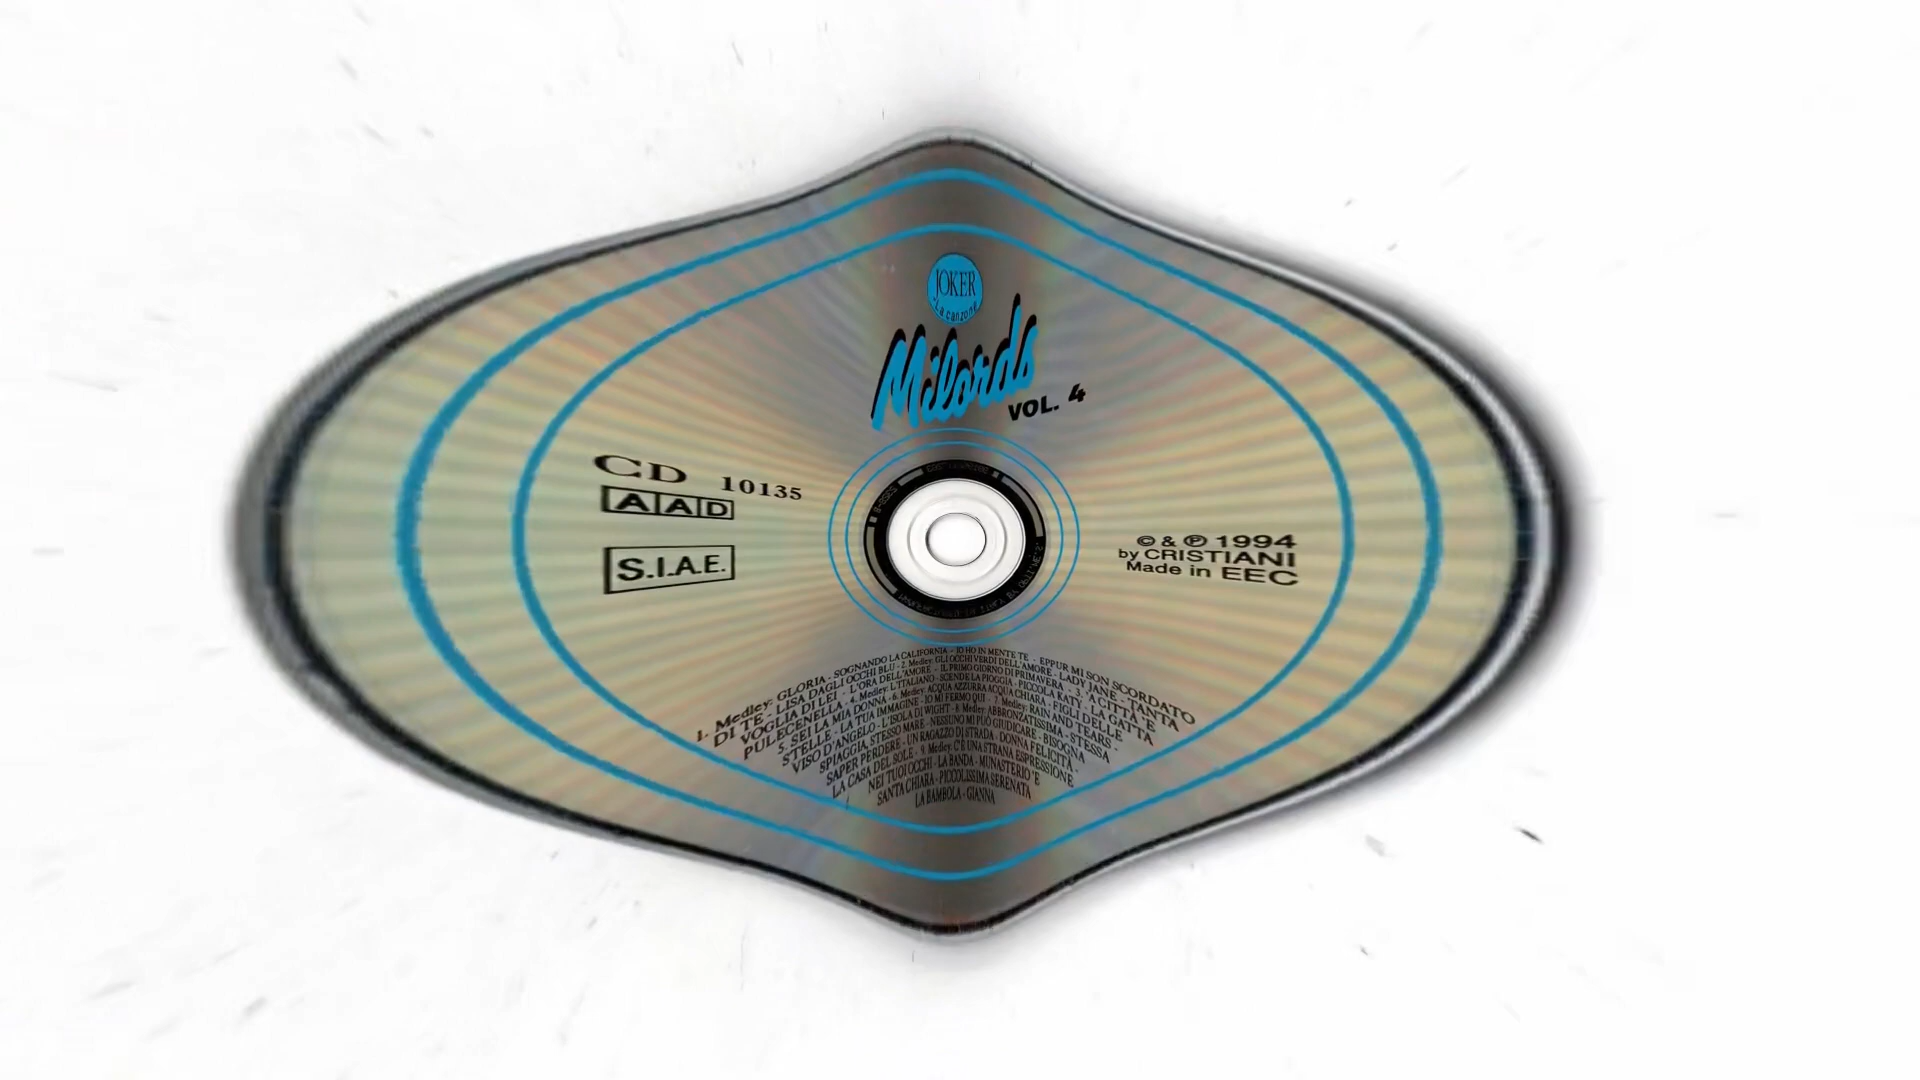 JOKER
La canzone
Milords
VOL. 4
CD 10135
AAD
S.I.A.E.
© & ℗ 1994
by CRISTIANI
Made in EEC
1. Medley: GLORIA - SOGNANDO LA CALIFORNIA - IO HO IN MENTE TE - EPPUR MI SON SCORDATO
DI TE - LISA DAGLI OCCHI BLU - 2. Medley: GLI OCCHI VERDI DELL'AMORE - LADY JANE - TANTA
VOGLIA DI LEI - L'ORA DELL'AMORE - IL PRIMO GIORNO DI PRIMAVERA - 3. A CITTÀ 'E
PULECENELLA - 4. Medley: L'ITALIANO - SCENDE LA PIOGGIA - PICCOLA KATY - LA GATTA
5. SEI LA MIA DONNA - 6. Medley: ACQUA AZZURRA ACQUA CHIARA - FIGLI DELLE
STELLE - LA TUA IMMAGINE - IO MI FERMO QUI - 7. Medley: RAIN AND TEARS -
VISO D'ANGELO - L'ISOLA DI WIGHT - 8. Medley: ABBRONZATISSIMA - STESSA
SPIAGGIA, STESSO MARE - NESSUNO MI PUÒ GIUDICARE - BISOGNA
SAPER PERDERE - UN RAGAZZO DI STRADA - DONNA FELICITÀ -
LA CASA DEL SOLE - 9. Medley: C'È UNA STRANA ESPRESSIONE
NEI TUOI OCCHI - LA BANDA - MUNASTERIO 'E
SANTA CHIARA - PICCOLISSIMA SERENATA
LA BAMBOLA - GIANNA